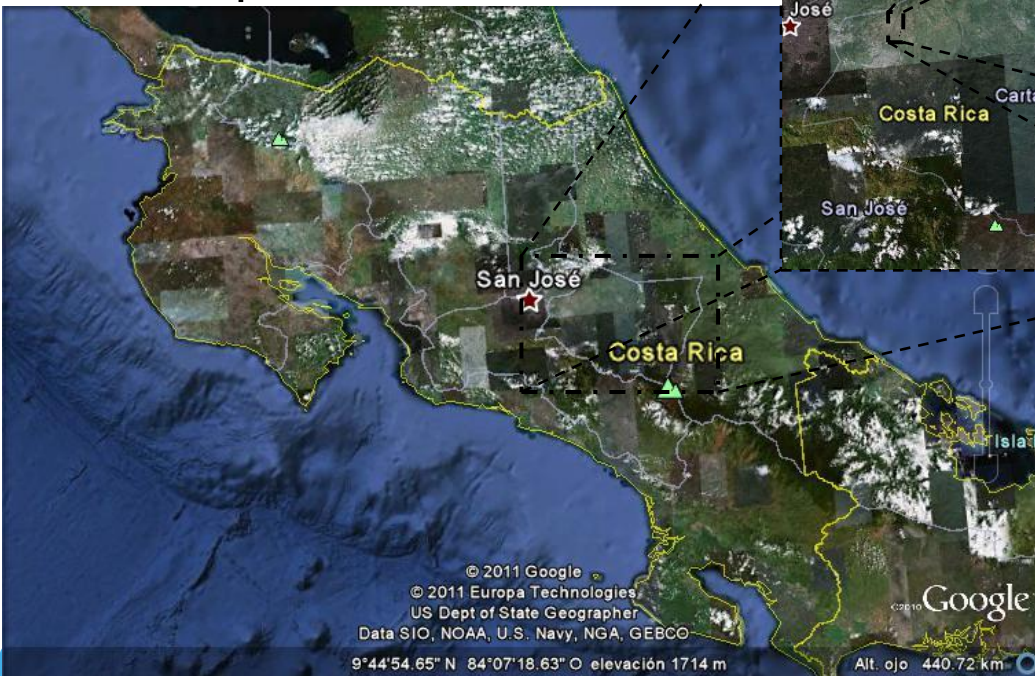 José
Carta
Costa Rica
San José
San José
Costa Rica
Isla
© 2011 Google
© 2011 Europa Technologies
US Dept of State Geographer
Data SIO, NOAA, U.S. Navy, NGA, GEBCO
©2010 Google
9°44'54.65" N 84°07'18.63" O elevación 1714 m
Alt. ojo 440.72 km